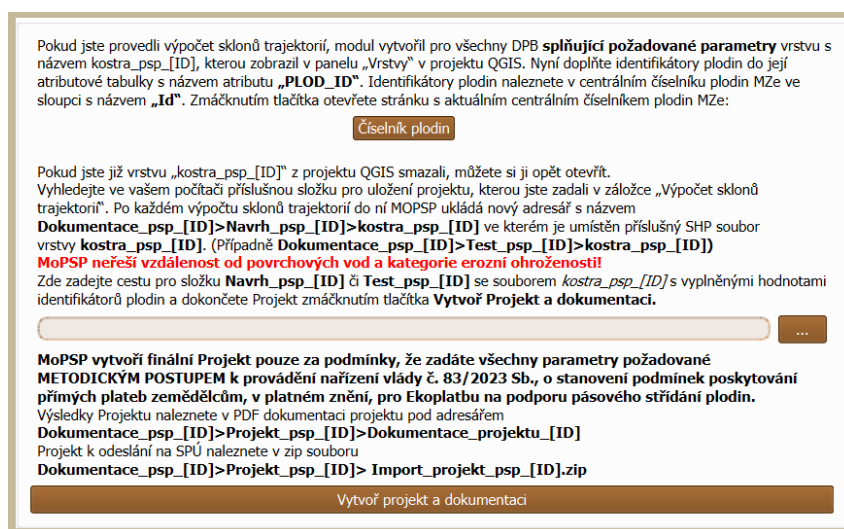 Pokud jste provedli výpočet sklonů trajektorií, modul vytvořil pro všechny DPB splňující požadované parametry vrstvu s
názvem kostra_psp_[ID], kterou zobrazil v panelu „Vrstvy“ v projektu QGIS. Nyní doplňte identifikátory plodin do její
atributové tabulky s názvem atributu „PLOD_ID“. Identifikátory plodin naleznete v centrálním číselníku plodin MZe ve
sloupci s názvem „Id“. Zmáčknutím tlačítka otevřete stránku s aktuálním centrálním číselníkem plodin MZe:
Číselník plodin
Pokud jste již vrstvu „kostra_psp_[ID]“ z projektu QGIS smazali, můžete si ji opět otevřít.
Vyhledejte ve vašem počítači příslušnou složku pro uložení projektu, kterou jste zadali v záložce „Výpočet sklonů
trajektorií“. Po každém výpočtu sklonů trajektorií do ní MOPSP ukládá nový adresář s názvem
Dokumentace_psp_[ID]>Navrh_psp_[ID]>kostra_psp_[ID] ve kterém je umístěn příslušný SHP soubor
vrstvy kostra_psp_[ID]. (Případně Dokumentace_psp_[ID]>Test_psp_[ID]>kostra_psp_[ID])
MoPSP neřeší vzdálenost od povrchových vod a kategorie erozní ohroženosti!
Zde zadejte cestu pro složku Navrh_psp_[ID] či Test_psp_[ID] se souborem kostra_psp_[ID] s vyplněnými hodnotami
identifikátorů plodin a dokončete Projekt zmáčknutím tlačítka Vytvoř Projekt a dokumentaci.
...
MoPSP vytvoří finální Projekt pouze za podmínky, že zadáte všechny parametry požadované
METODICKÝM POSTUPEM k provádění nařízení vlády č. 83/2023 Sb., o stanovení podmínek poskytování
přímých plateb zemědělcům, v platném znění, pro Ekoplatbu na podporu pásového střídání plodin.
Výsledky Projektu naleznete v PDF dokumentaci projektu pod adresářem
Dokumentace_psp_[ID]>Projekt_psp_[ID]>Dokumentace_projektu_[ID]
Projekt k odeslání na SPÚ naleznete v zip souboru
Dokumentace_psp_[ID]>Projekt_psp_[ID]> Import_projekt_psp_[ID].zip
Vytvoř projekt a dokumentaci